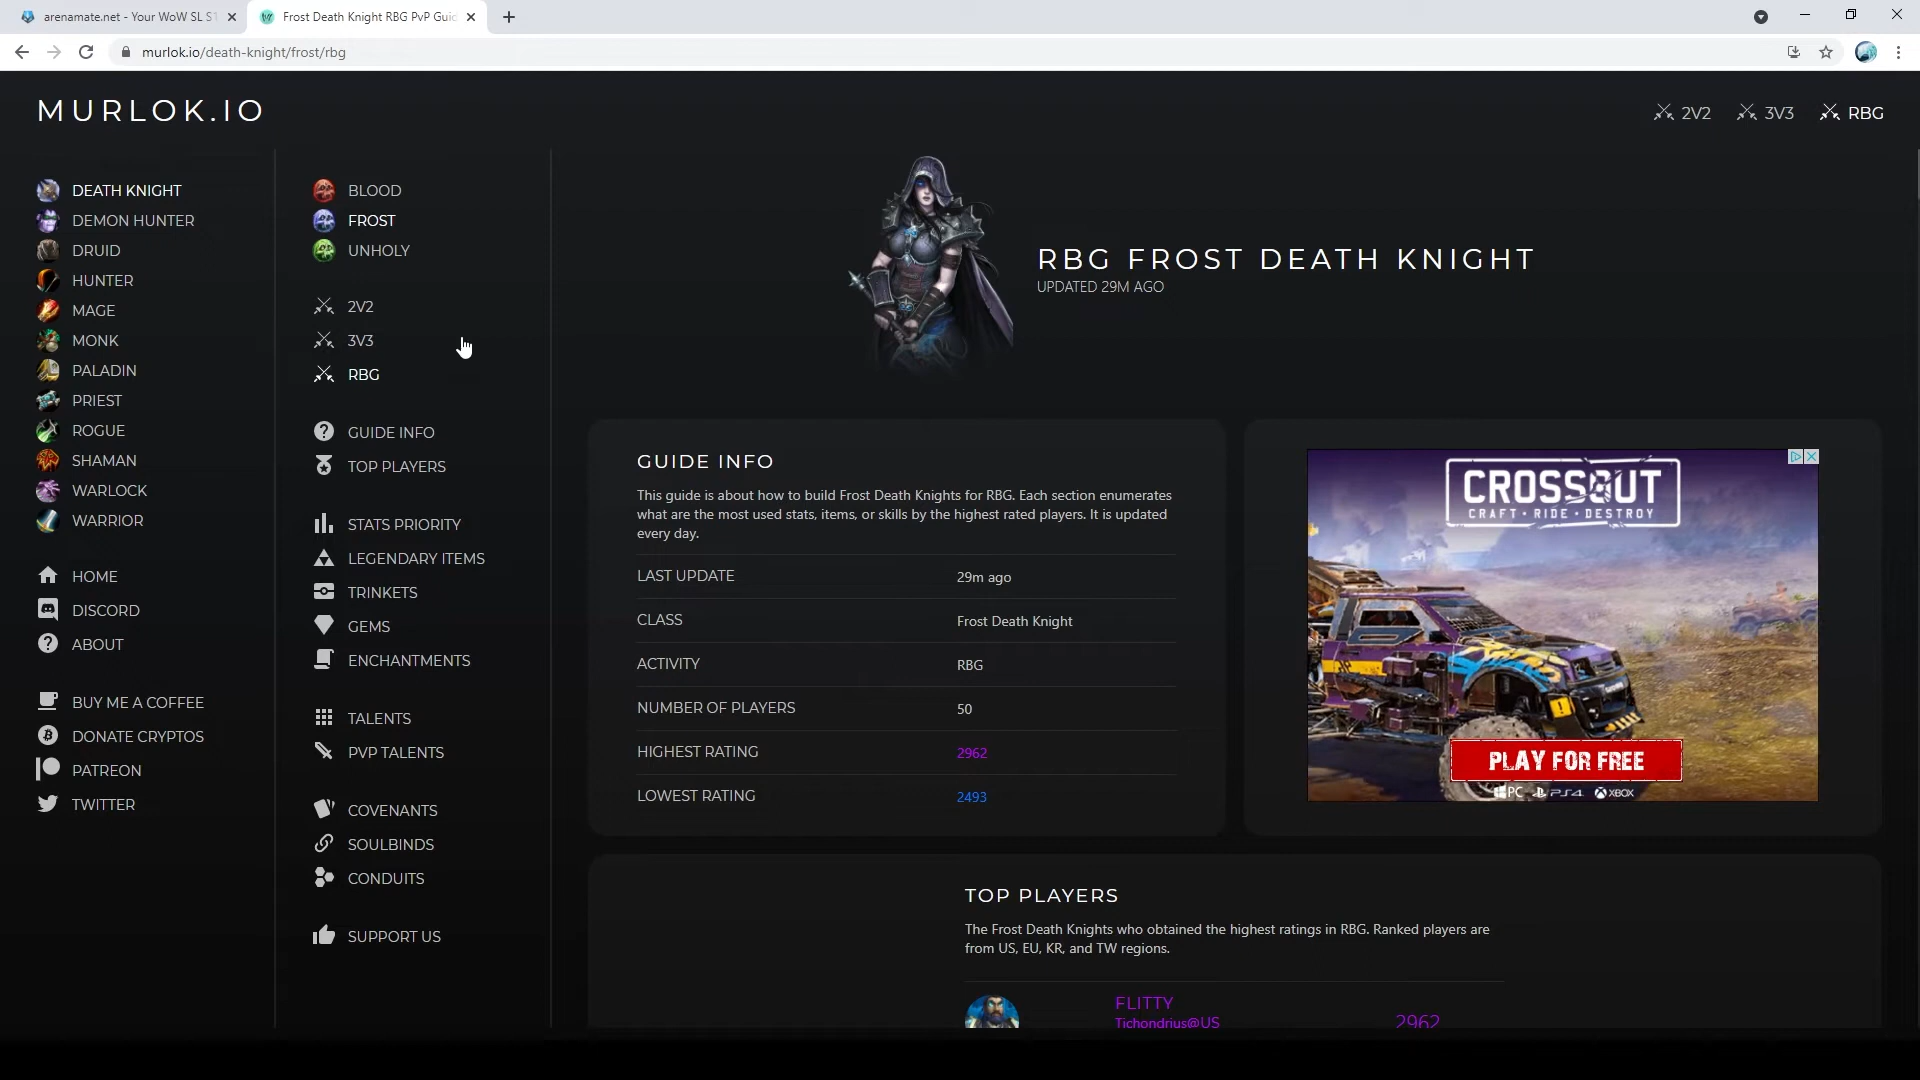 arenamate.net - Your WoW SL ST
Frost Death Knight RBG PvP Guid
murlok.io/death-knight/frost/rbg
MURLOK.IO
2V2
3V3
RBG
DEATH KNIGHT
DEMON HUNTER
DRUID
HUNTER
MAGE
MONK
PALADIN
PRIEST
ROGUE
SHAMAN
WARLOCK
WARRIOR
HOME
DISCORD
ABOUT
BUY ME A COFFEE
DONATE CRYPTOS
PATREON
TWITTER
BLOOD
FROST
UNHOLY
2V2
3V3
RBG
GUIDE INFO
TOP PLAYERS
STATS PRIORITY
LEGENDARY ITEMS
TRINKETS
GEMS
ENCHANTMENTS
TALENTS
PVP TALENTS
COVENANTS
SOULBINDS
CONDUITS
SUPPORT US
RBG FROST DEATH KNIGHT
UPDATED 29M AGO
GUIDE INFO
This guide is about how to build Frost Death Knights for RBG. Each section enumerates
what are the most used stats, items, or skills by the highest rated players. It is updated
every day.
LAST UPDATE 29m ago
CLASS Frost Death Knight
ACTIVITY RBG
NUMBER OF PLAYERS 50
HIGHEST RATING 2962
LOWEST RATING 2493
CROSSOUT
CRAFT · RIDE · DESTROY
PLAY FOR FREE
PC PS4 XBOX
TOP PLAYERS
The Frost Death Knights who obtained the highest ratings in RBG. Ranked players are
from US, EU, KR, and TW regions.
FLITTY
Tichondrius@US 2962